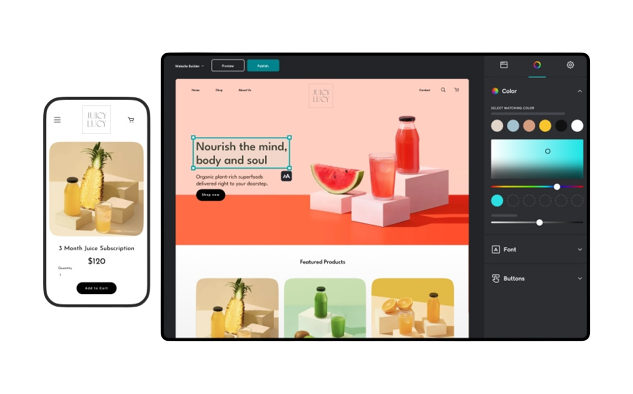 JUICY
LUCY
3 Month Juice Subscription
$120
Quantity
1
Add to Cart
Website Builder
Preview
Publish
Home
Shop
About Us
JUICY
LUCY
Contact
Nourish the mind,
body and soul
Organic plant-rich superfoods
delivered right to your doorstep.
Shop now
AA
Featured Products
Color
SELECT MATCHING COLOR
A
Font
Buttons